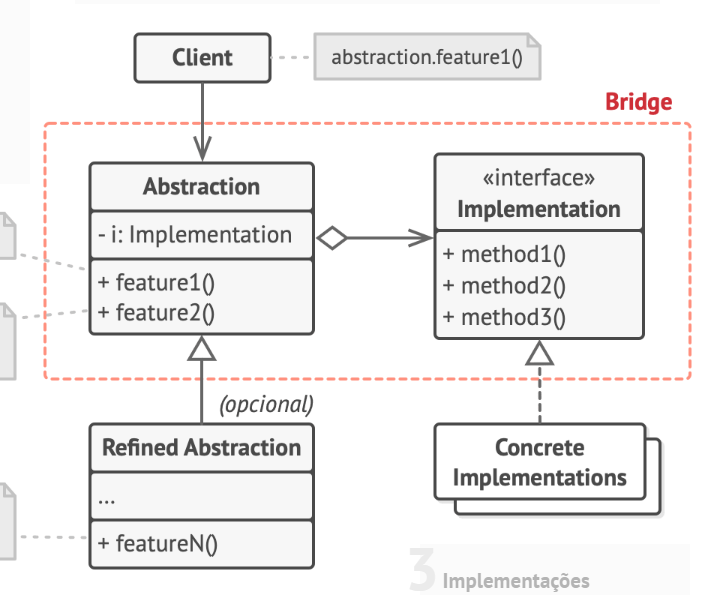 Client
abstraction.feature1()
Bridge
Abstraction
- i: Implementation
+ feature1()
+ feature2()
«interface»
Implementation
+ method1()
+ method2()
+ method3()
(opcional)
Refined Abstraction
...
+ featureN()
Concrete
Implementations
3 Implementações